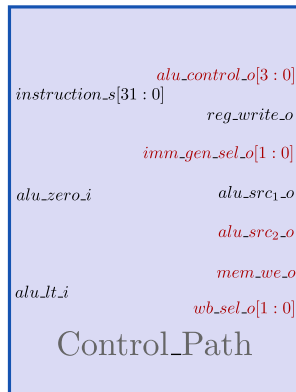 alu_control_o[3 : 0]
instruction_s[31 : 0]
reg_write_o
imm_gen_sel_o[1 : 0]
alu_zero_i
alu_src₁_o
alu_src₂_o
mem_we_o
alu_lt_i
wb_sel_o[1 : 0]
Control_Path